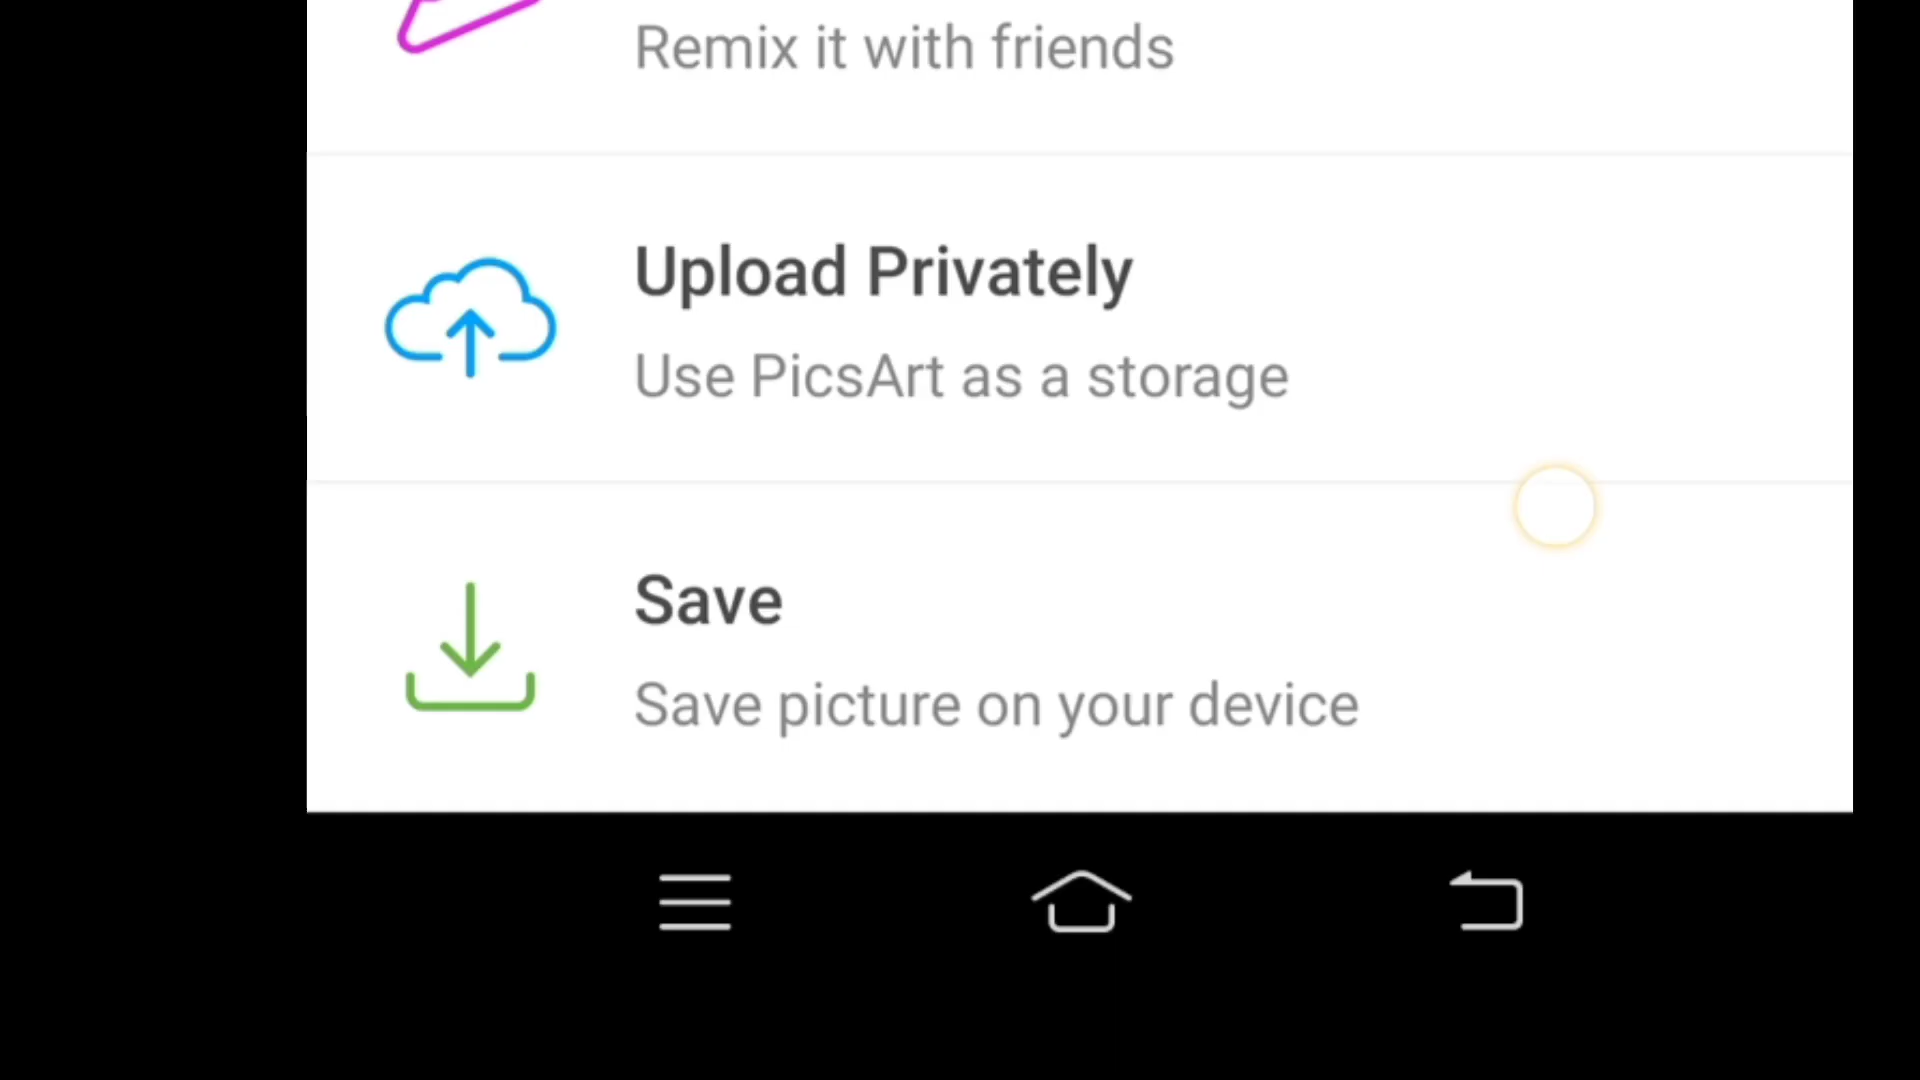 Remix it with friends
Upload Privately
Use PicsArt as a storage
Save
Save picture on your device